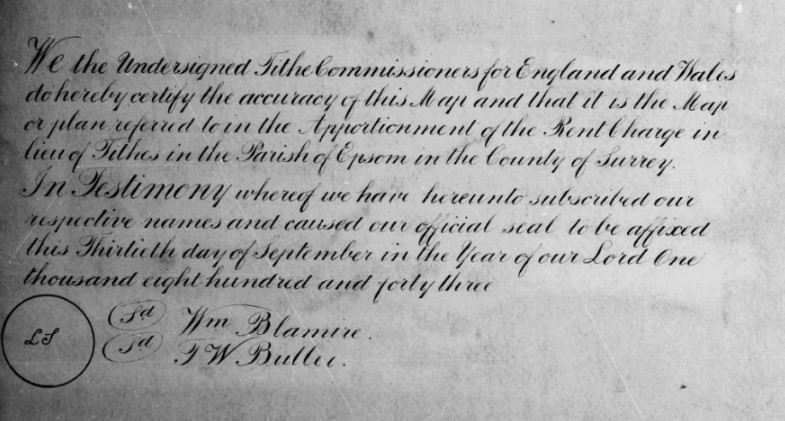 We the Undersigned Tithe Commissioners for England and Wales
do hereby certify the accuracy of this Map and that it is the Map
or plan referred to in the Apportionment of the Rent Charge in
lieu of Tithes in the Parish of Epsom in the County of Surrey.
In Testimony whereof we have hereunto subscribed our
respective names and caused our official seal to be affixed
this Thirtieth day of September in the Year of our Lord One
thousand eight hundred and forty three
LS
Sd Wm Blamire.
Sd T W Buller.